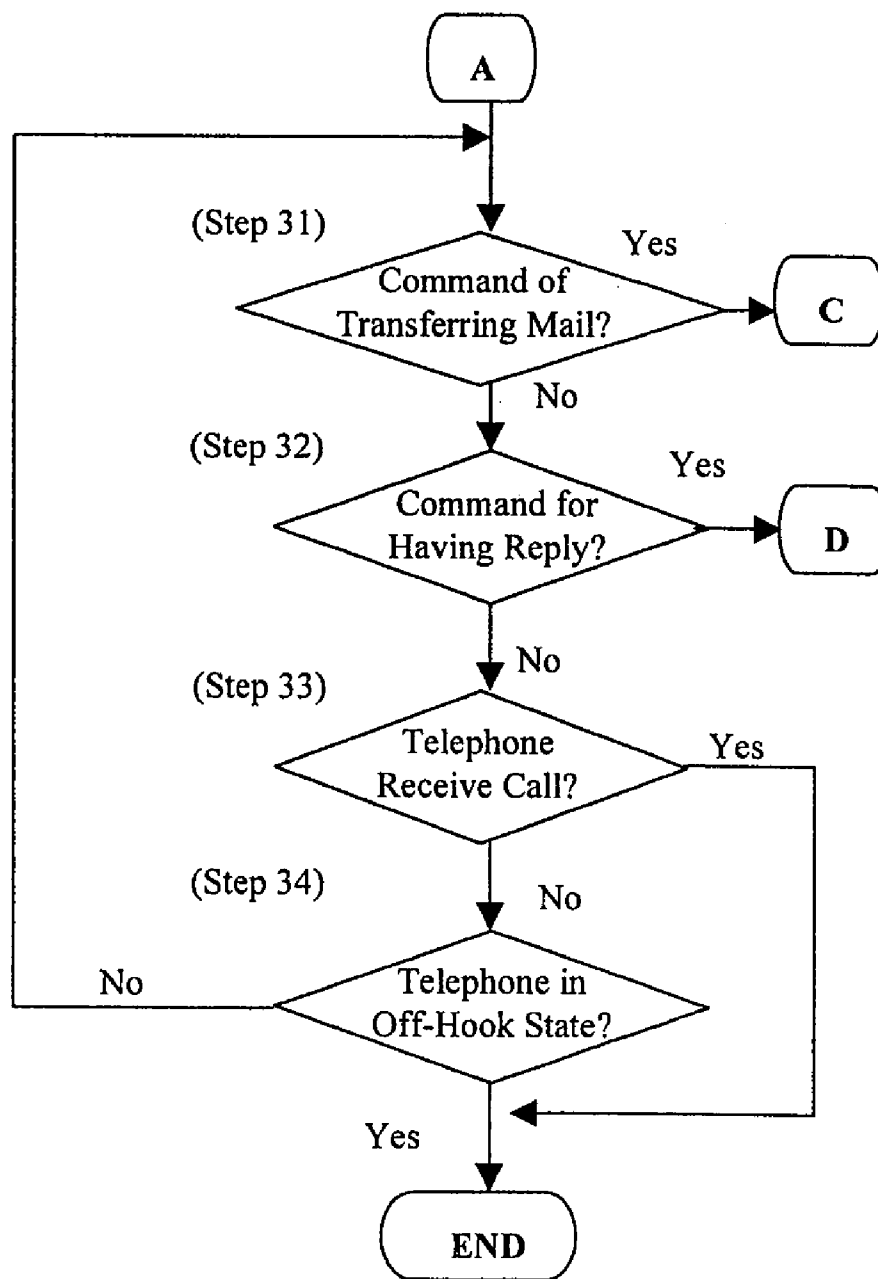 A
(Step 31)
Yes
Command of
Transferring Mail?
C
No
(Step 32)
Yes
Command for
Having Reply?
D
No
(Step 33)
Telephone
Receive Call?
Yes
(Step 34)
No
No
Telephone in
Off-Hook State?
Yes
END